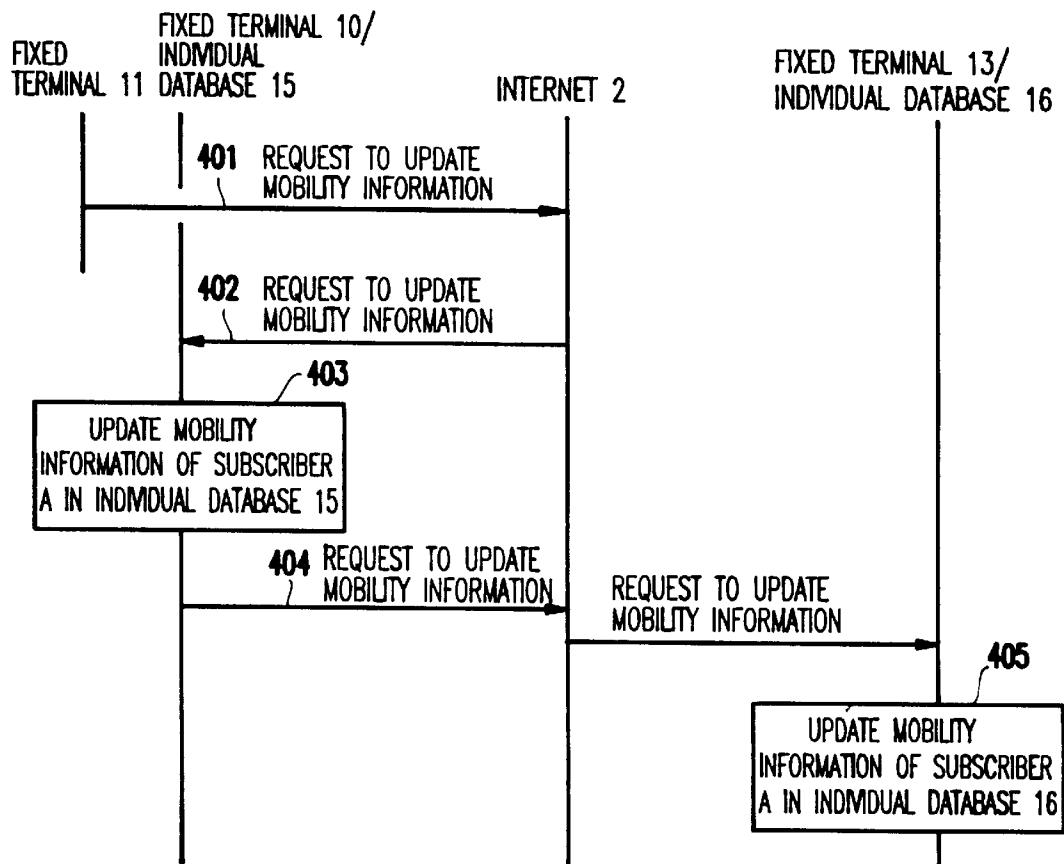 FIXED
TERMINAL 11
FIXED TERMINAL 10/
INDIVIDUAL
DATABASE 15
INTERNET 2
FIXED TERMINAL 13/
INDIVIDUAL DATABASE 16
401 REQUEST TO UPDATE
MOBILITY INFORMATION
402 REQUEST TO UPDATE
MOBILITY INFORMATION
403
UPDATE MOBILITY
INFORMATION OF SUBSCRIBER
A IN INDIVIDUAL DATABASE 15
404 REQUEST TO UPDATE
MOBILITY INFORMATION
REQUEST TO UPDATE
MOBILITY INFORMATION
405
UPDATE MOBILITY
INFORMATION OF SUBSCRIBER
A IN INDIVIDUAL DATABASE 16